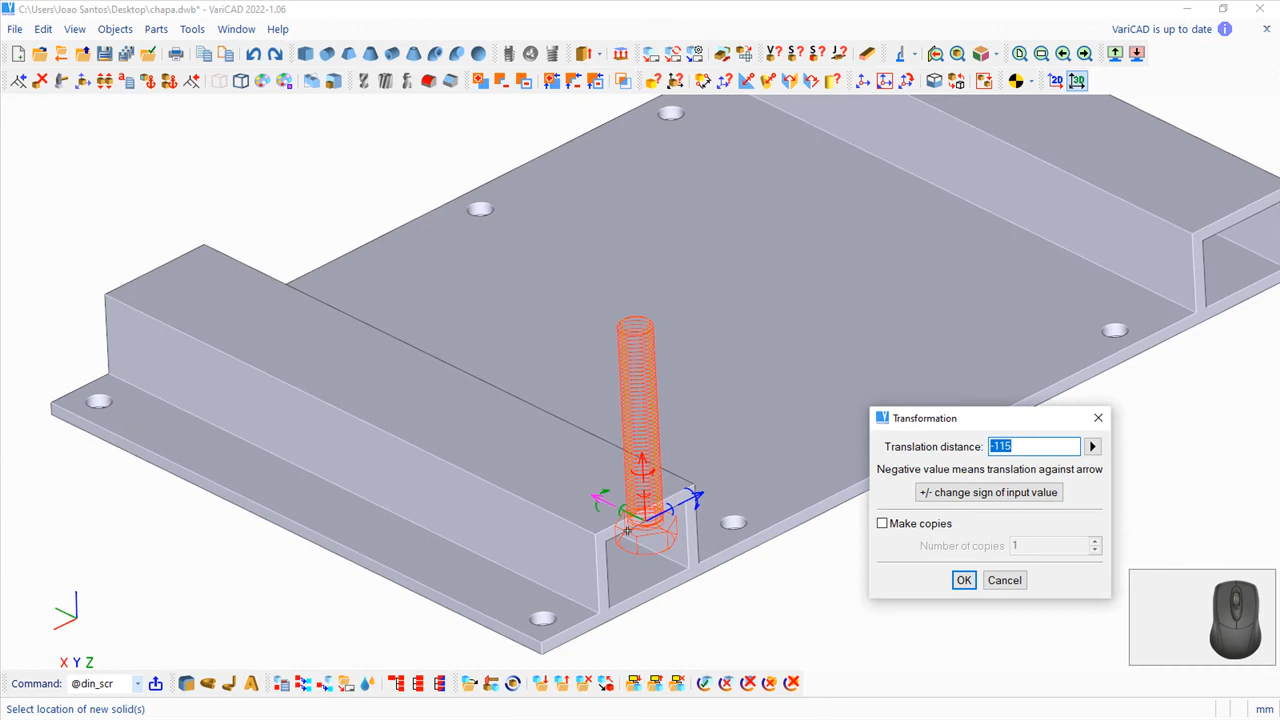 C:\Users\Joao Santos\Desktop\chapa.dwb* - VariCAD 2022-1.06
File Edit View Objects Parts Tools Window Help
VariCAD is up to date
2D 3D
Transformation
Translation distance: -115
Negative value means translation against arrow
+/- change sign of input value
Make copies
Number of copies 1
OK Cancel
X Y Z
Command: @din_scr
Select location of new solid(s)
mm